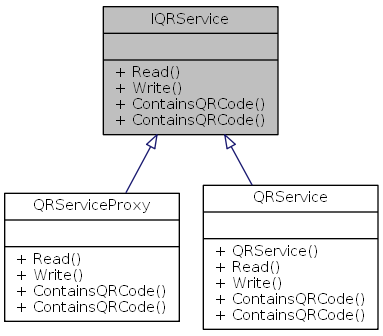 IQRService
+ Read()
+ Write()
+ ContainsQRCode()
+ ContainsQRCode()
QRServiceProxy
+ Read()
+ Write()
+ ContainsQRCode()
+ ContainsQRCode()
QRService
+ QRService()
+ Read()
+ Write()
+ ContainsQRCode()
+ ContainsQRCode()